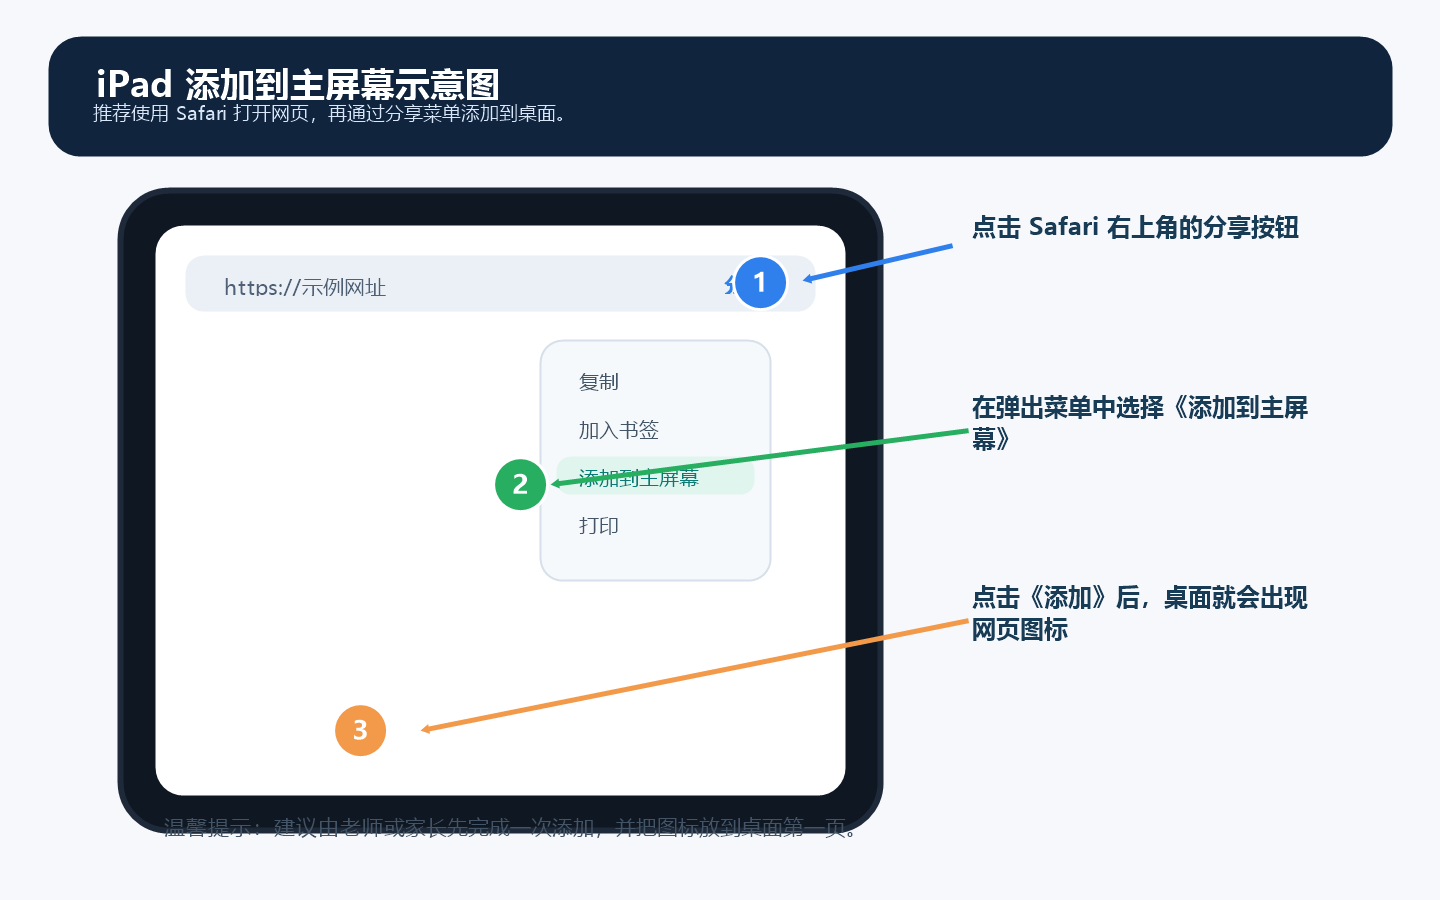 iPad 添加到主屏幕示意图
推荐使用 Safari 打开网页，再通过分享菜单添加到桌面。
点击 Safari 右上角的分享按钮
https://示例网址
1
复制
加入书签
添加到主屏幕
打印
2
在弹出菜单中选择《添加到主屏
幕》
点击《添加》后，桌面就会出现
网页图标
3
温馨提示：建议由老师或家长先完成一次添加，并把图标放到桌面第一页。